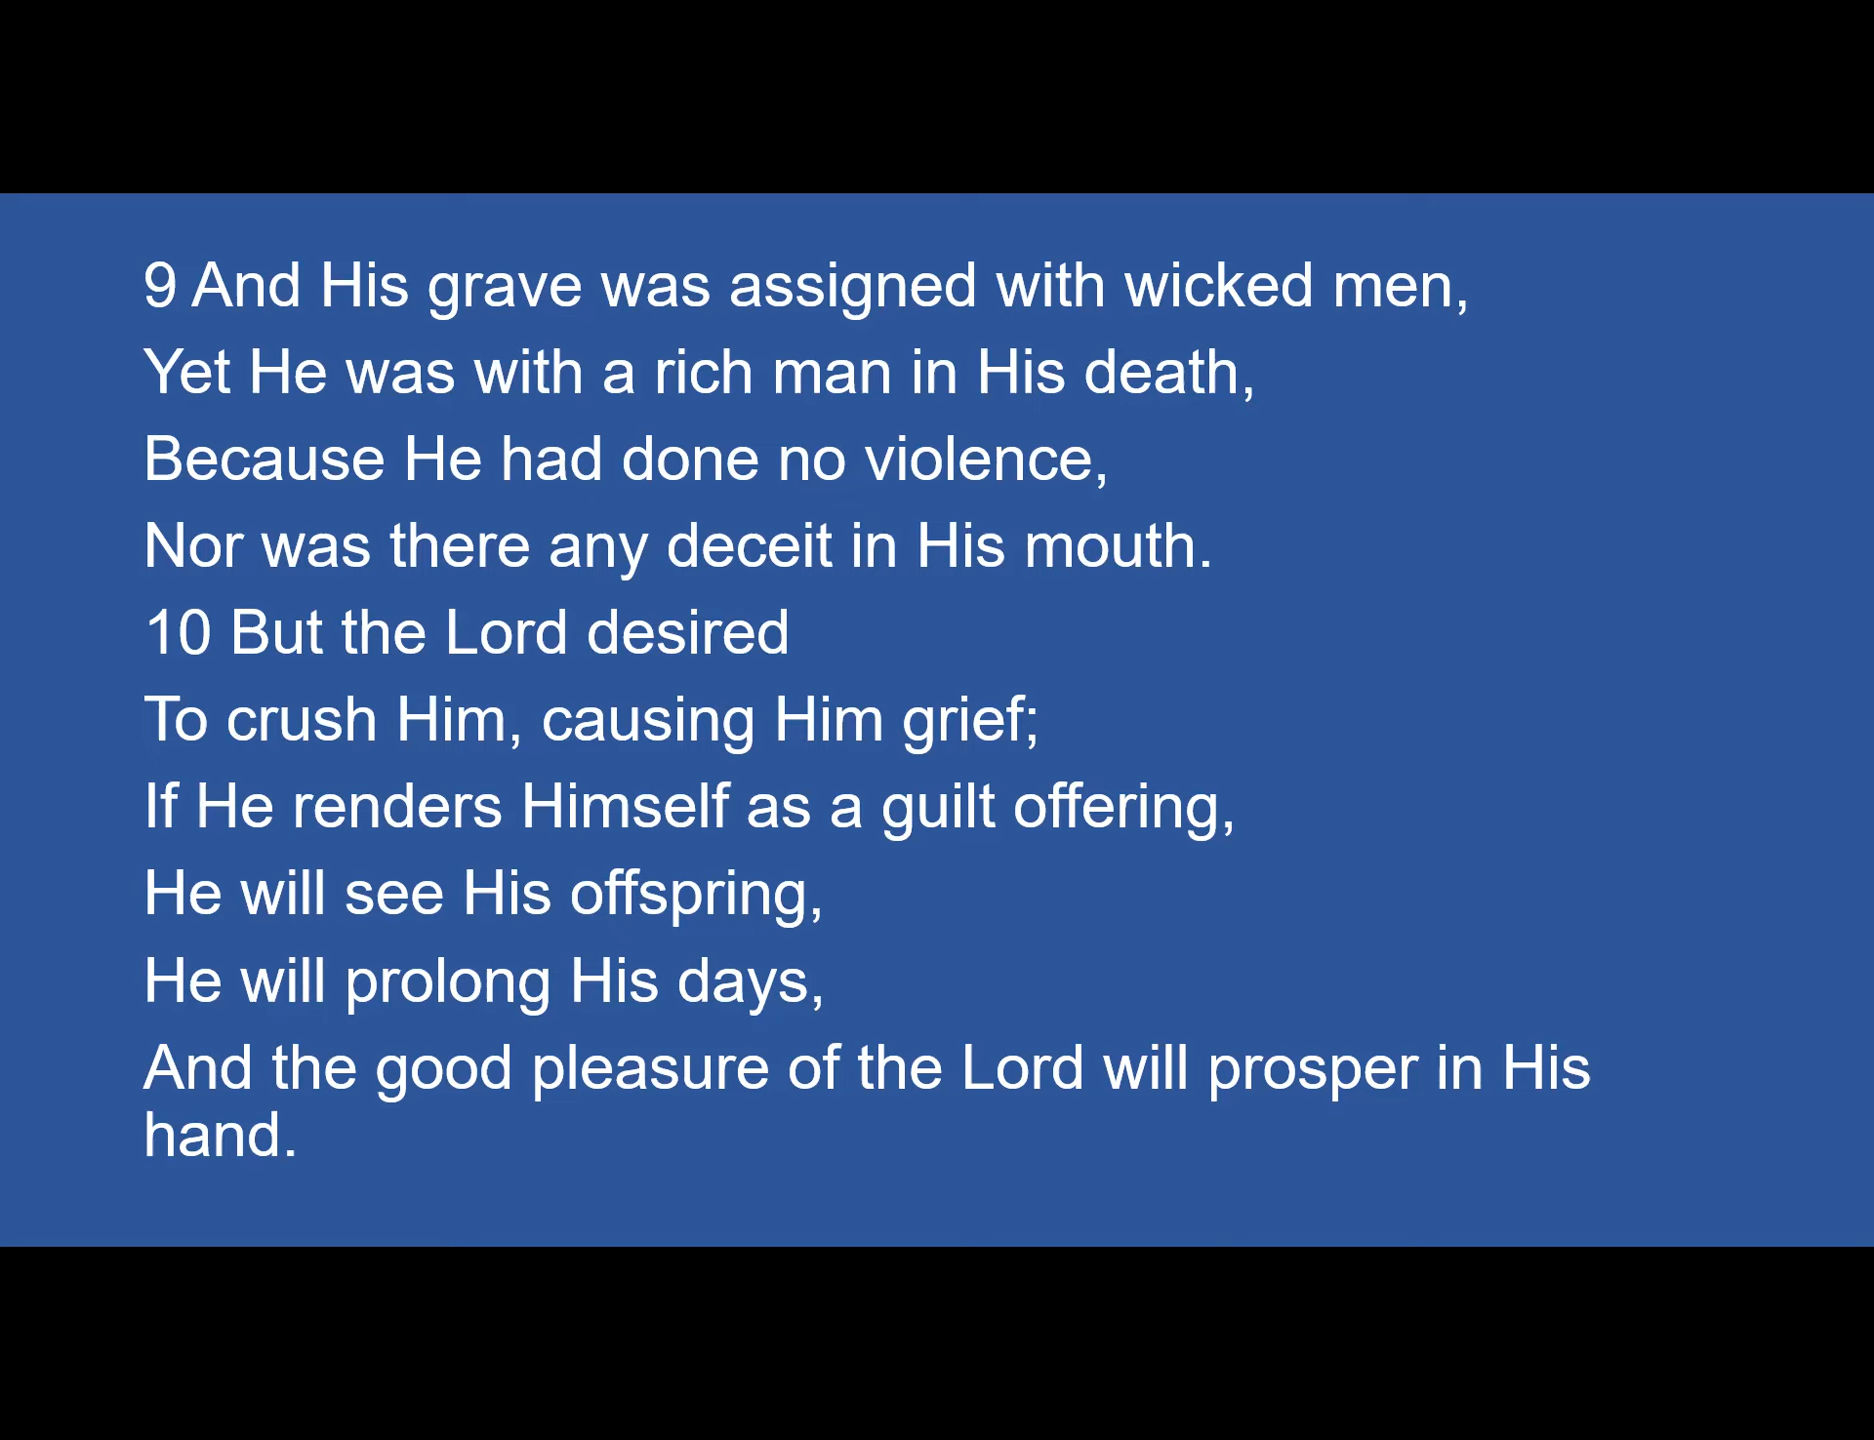 9 And His grave was assigned with wicked men,
Yet He was with a rich man in His death,
Because He had done no violence,
Nor was there any deceit in His mouth.
10 But the Lord desired
To crush Him, causing Him grief;
If He renders Himself as a guilt offering,
He will see His offspring,
He will prolong His days,
And the good pleasure of the Lord will prosper in His
hand.